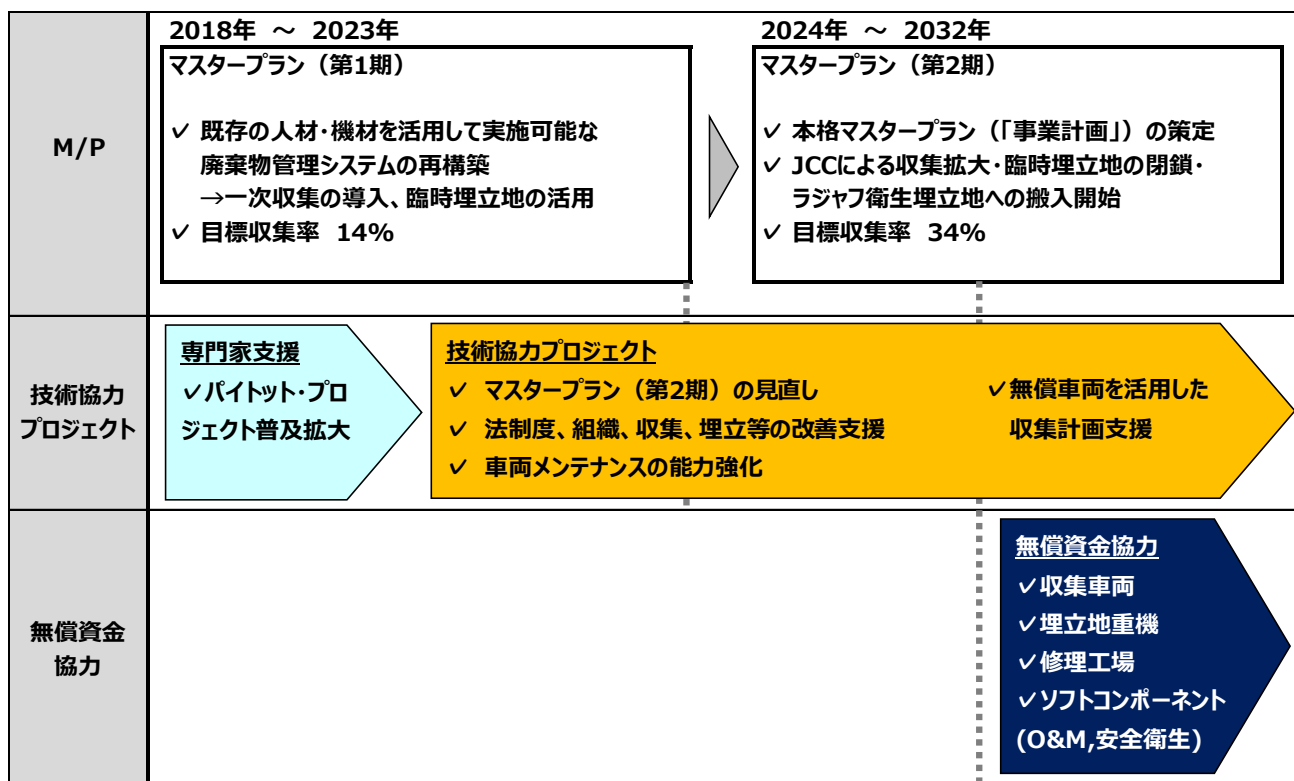 M/P
2018年 ～ 2023年
マスタープラン（第1期）
✓ 既存の人材・機材を活用して実施可能な
廃棄物管理システムの再構築
→一次収集の導入、臨時埋立地の活用
✓ 目標収集率 14%
2024年 ～ 2032年
マスタープラン（第2期）
✓ 本格マスタープラン（「事業計画」）の策定
✓ JCCによる収集拡大・臨時埋立地の閉鎖・
ラジャフ衛生埋立地への搬入開始
✓ 目標収集率 34%
技術協力
プロジェクト
専門家支援
✓パイトット・プロ
ジェクト普及拡大
技術協力プロジェクト
✓ マスタープラン（第2期）の見直し
✓ 法制度、組織、収集、埋立等の改善支援
✓ 車両メンテナンスの能力強化
✓無償車両を活用した
収集計画支援
無償資金
協力
無償資金協力
✓収集車両
✓埋立地重機
✓修理工場
✓ソフトコンポーネント
(O&M,安全衛生)